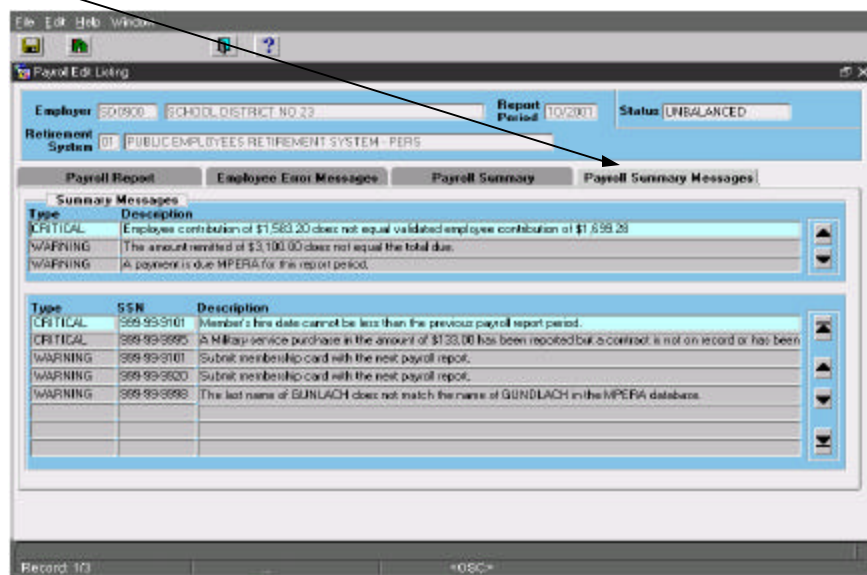 File Edit Help Window
?
Payroll Edit Listing
Employer SD0900 SCHOOL DISTRICT NO 23 Report Period 10/2001 Status UNBALANCED
Retirement System 01 PUBLIC EMPLOYEES RETIREMENT SYSTEM - PERS
Payroll Report Employee Error Messages Payroll Summary Payroll Summary Messages
Summary Messages
Type Description
CRITICAL Employee contribution of $1,583.20 does not equal validated employee contribution of $1,699.28
WARNING The amount remitted of $3,100.00 does not equal the total due.
WARNING A payment is due MPERA for this report period.
Type SSN Description
CRITICAL 999-99-9101 Member's hire date cannot be less than the previous payroll report period.
CRITICAL 999-99-9995 A Military service purchase in the amount of $133.00 has been reported but a contract is not on record or has been
WARNING 999-99-9101 Submit membership card with the next payroll report.
WARNING 999-99-9920 Submit membership card with the next payroll report.
WARNING 999-99-9998 The last name of GUNLACH does not match the name of GUNDLACH in the MPERA database.
Record: 1/3 ... <OSC>